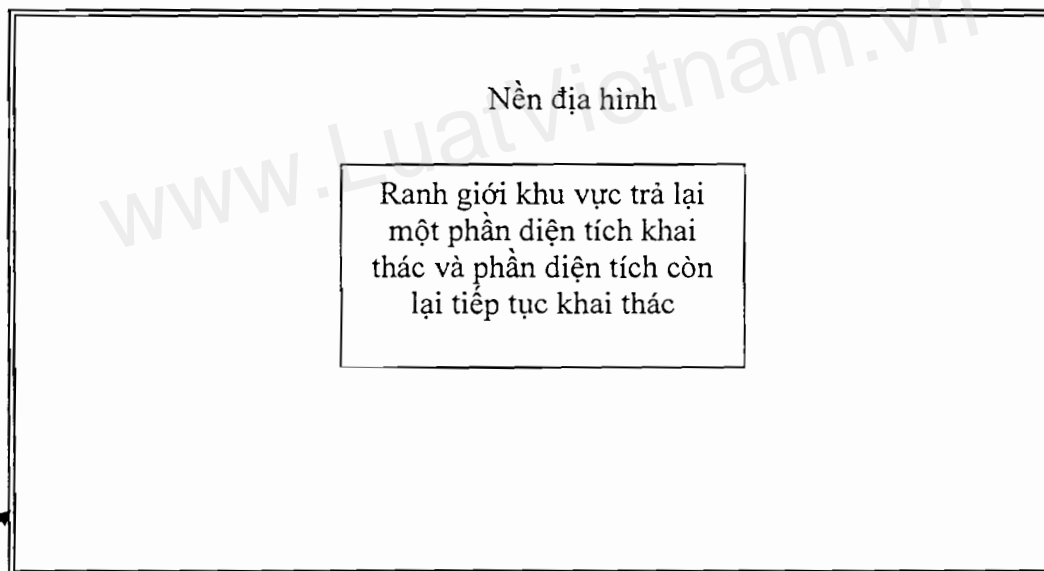 www.LuatVietnam.vn
Nền địa hình
Ranh giới khu vực trả lại
một phần diện tích khai
thác và phần diện tích còn
lại tiếp tục khai thác